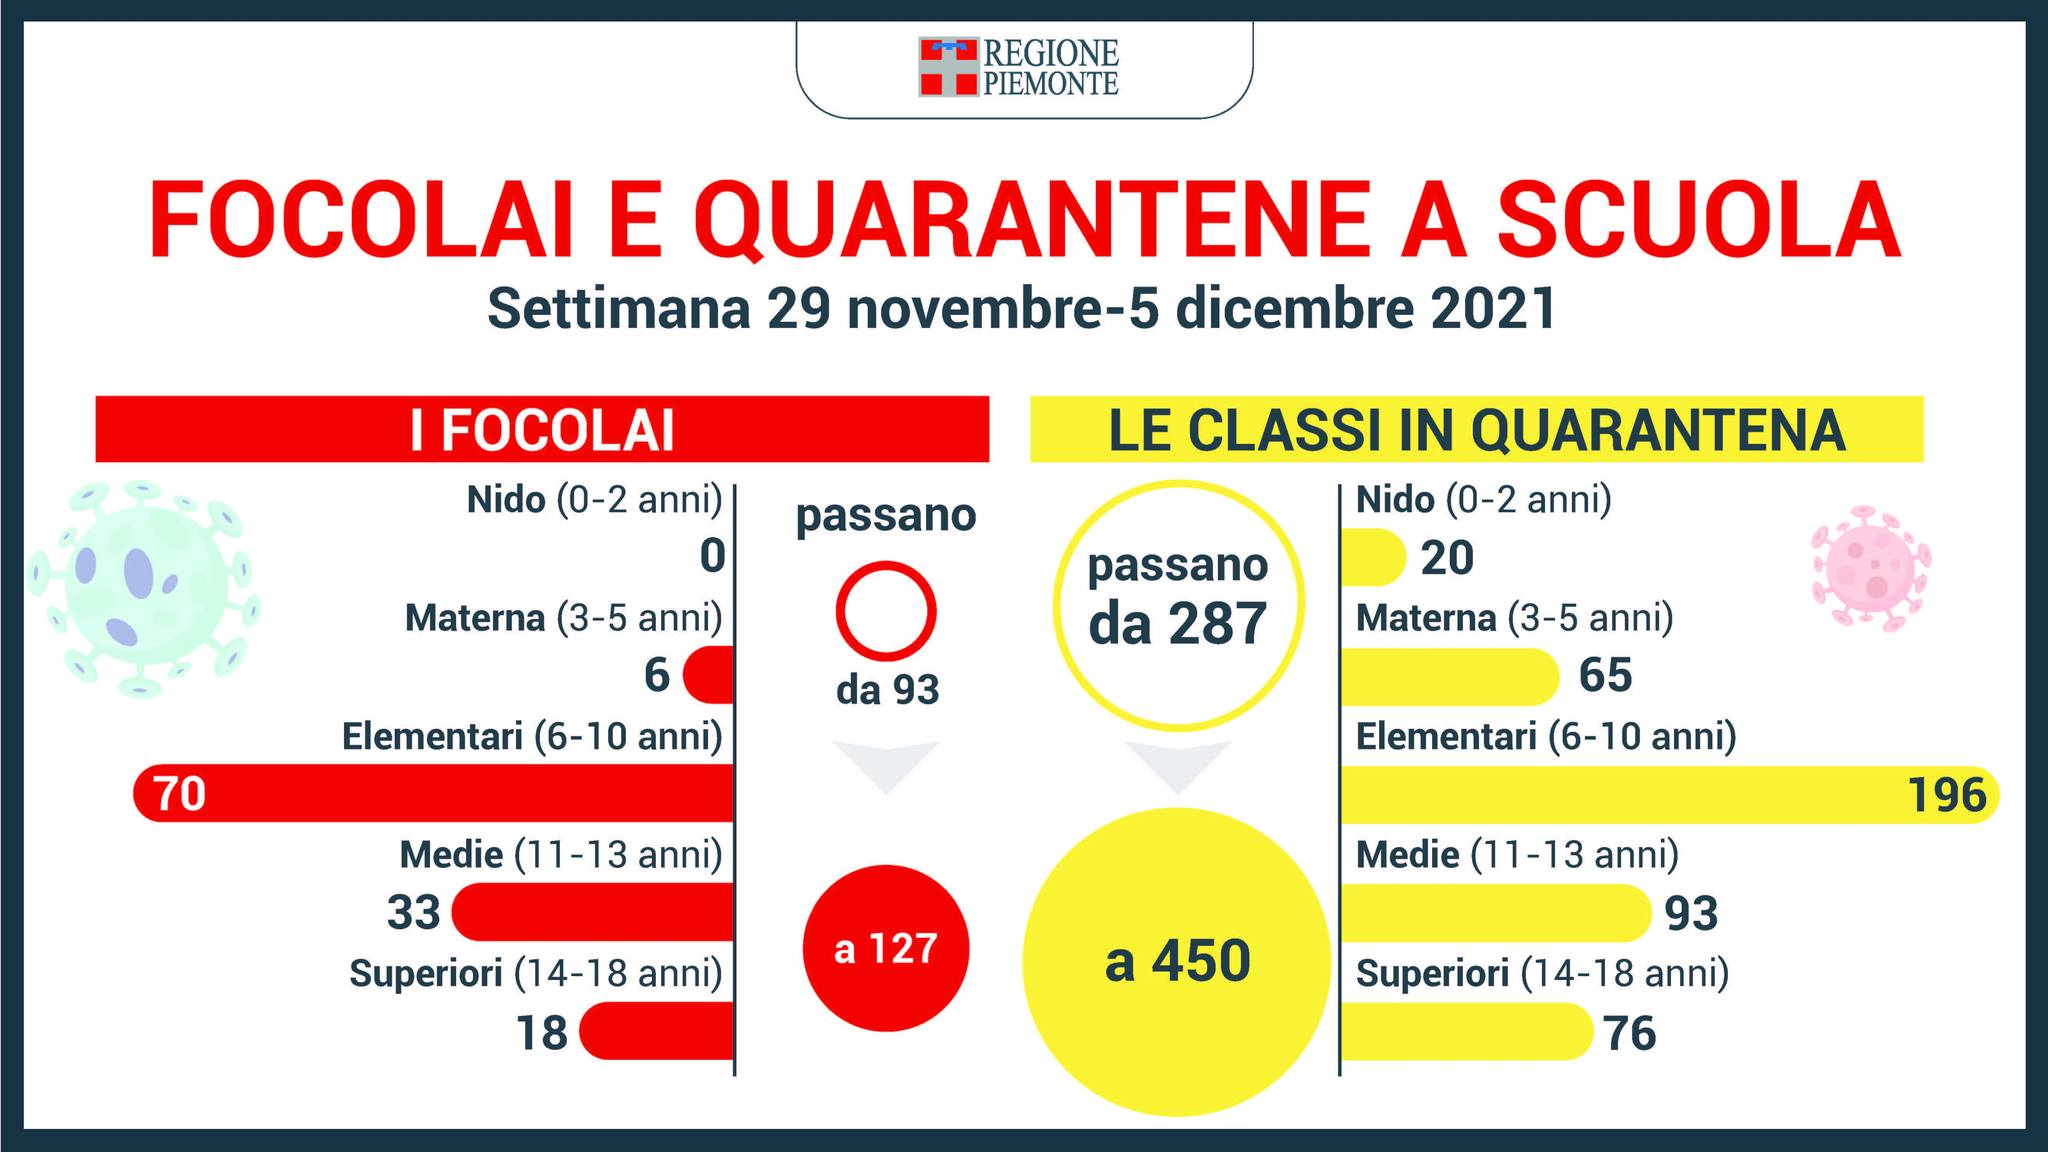 REGIONE
PIEMONTE
FOCOLAI E QUARANTENE A SCUOLA
Settimana 29 novembre-5 dicembre 2021
I FOCOLAI
Nido (0-2 anni)
0
Materna (3-5 anni)
6
Elementari (6-10 anni)
70
Medie (11-13 anni)
33
Superiori (14-18 anni)
18
passano
da 93
a 127
LE CLASSI IN QUARANTENA
passano
da 287
a 450
Nido (0-2 anni)
20
Materna (3-5 anni)
65
Elementari (6-10 anni)
196
Medie (11-13 anni)
93
Superiori (14-18 anni)
76